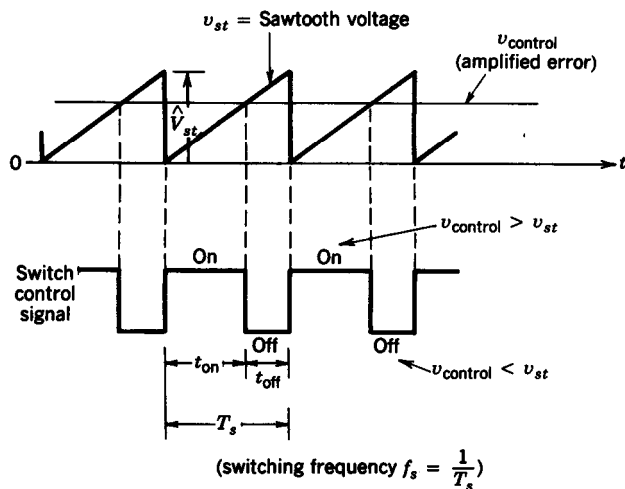 v_st = Sawtooth voltage
v_control
(amplified error)
V̂_st
0
t
v_control > v_st
On
On
Switch
control
signal
Off
Off
t_on
t_off
v_control < v_st
T_s
(switching frequency f_s = 1/T_s)